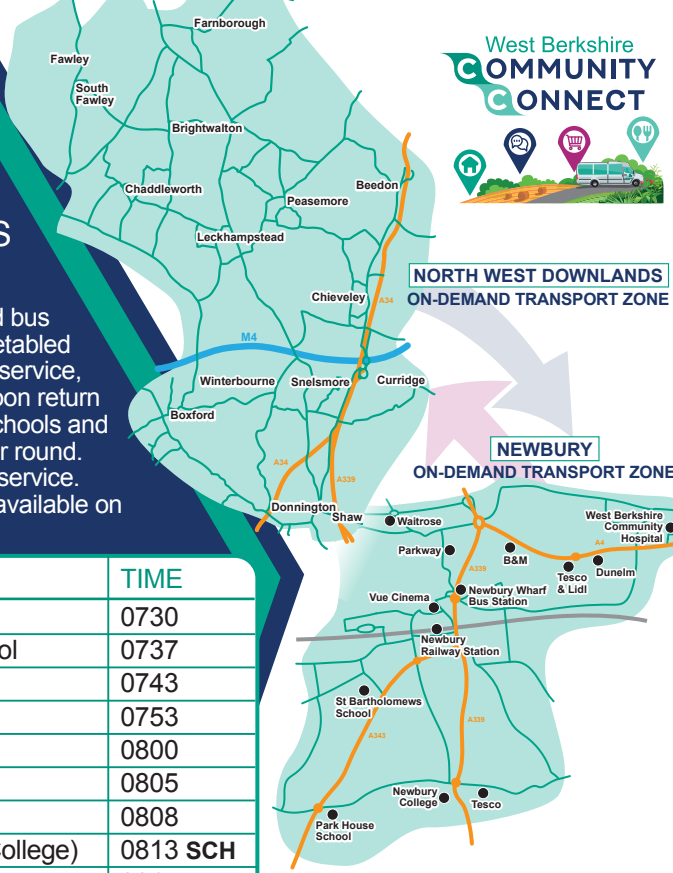 Farnborough
Fawley
South
Fawley
Brightwalton
Chaddleworth
Peasemore
Beedon
Leckhampstead
Chieveley
A34
M4
Winterbourne
Snelsmore
Curridge
Boxford
A34
A339
Donnington
Shaw
West Berkshire
COMMUNITY
CONNECT
NORTH WEST DOWNLANDS
ON-DEMAND TRANSPORT ZONE
NEWBURY
ON-DEMAND TRANSPORT ZONE
Waitrose
Parkway
B&M
West Berkshire
Community
Hospital
A4
Tesco
& Lidl
Dunelm
A339
Newbury Wharf
Bus Station
Vue Cinema
Newbury
Railway Station
St Bartholomews
School
A343
A339
Newbury
College
Tesco
Park House
School
S
d bus
etabled
service,
oon return
chools and
r round.
service.
available on
TIME
0730
ol 0737
0743
0753
0800
0805
0808
College) 0813 SCH